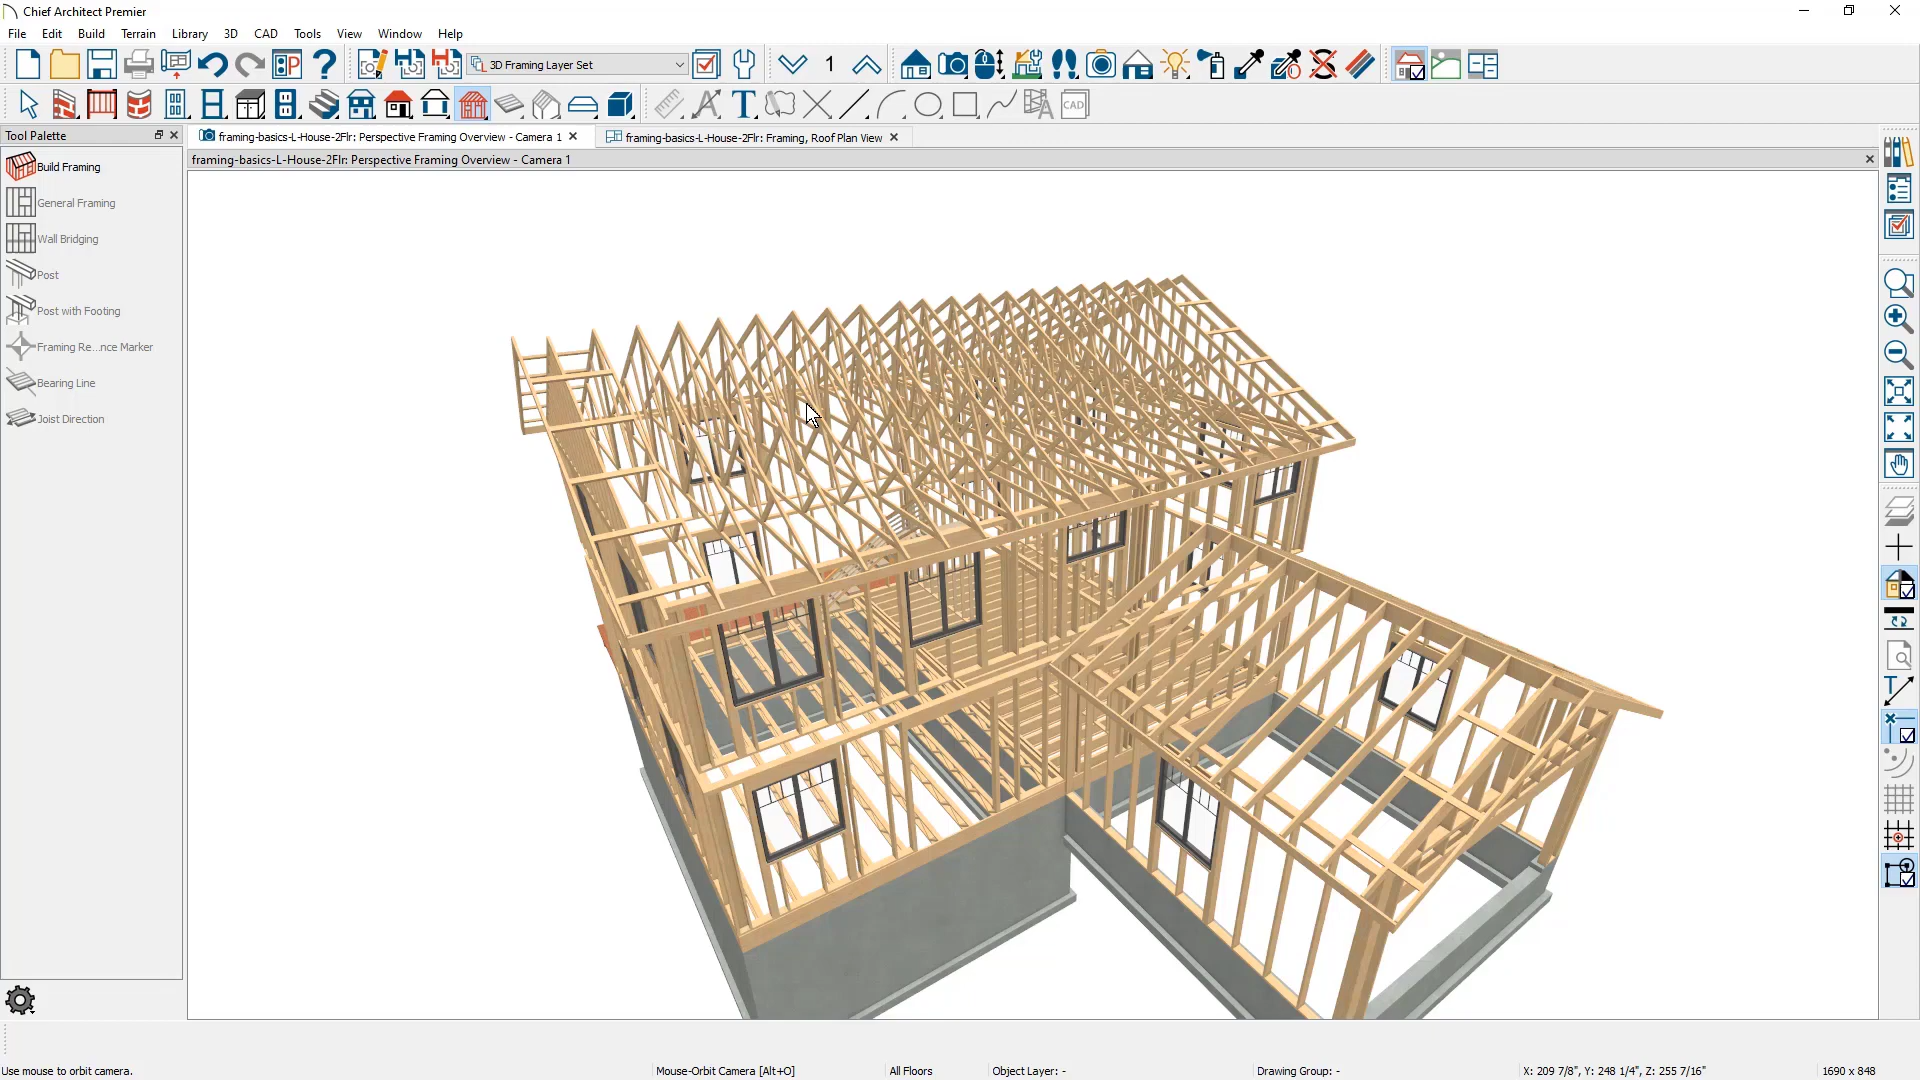 Chief Architect Premier
File Edit Build Terrain Library 3D CAD Tools View Window Help
3D Framing Layer Set 1
CAD
Tool Palette
framing-basics-L-House-2Flr: Perspective Framing Overview - Camera 1
framing-basics-L-House-2Flr: Framing, Roof Plan View
framing-basics-L-House-2Flr: Perspective Framing Overview - Camera 1
Build Framing
General Framing
Wall Bridging
Post
Post with Footing
Framing Re...nce Marker
Bearing Line
Joist Direction
Use mouse to orbit camera. Mouse-Orbit Camera [Alt+O] All Floors Object Layer: - Drawing Group: - X: 209 7/8", Y: 248 1/4", Z: 255 7/16" 1690 x 848